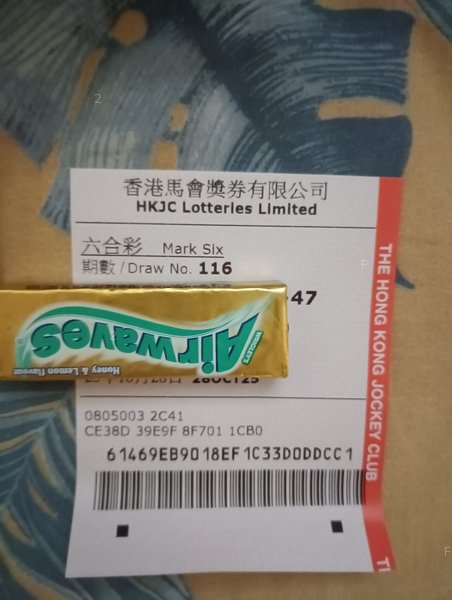 香港馬會獎券有限公司
HKJC Lotteries Limited
六合彩 Mark Six
期數 / Draw No. 116
47
WRIGLEY'S
Airwaves
Honey & Lemon flavour
28OCT25
0805003 2C41
CE38D 39E9F 8F701 1CB0
61469EB9018EF1C33D0DDCC1
THE HONG KONG JOCKEY CLUB